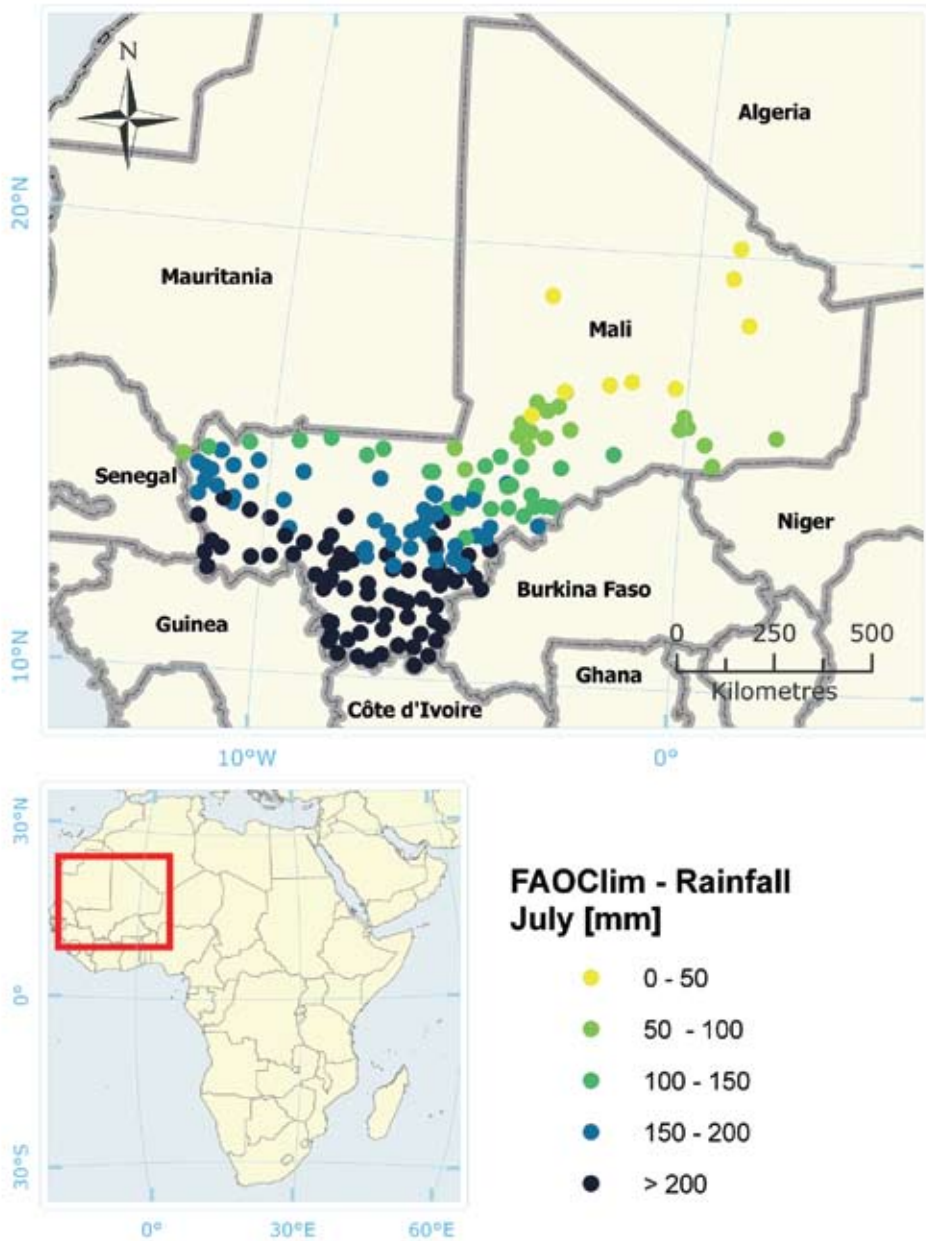 N
Algeria
20°N
Mauritania
Mali
Senegal
Niger
Burkina Faso
Guinea
0 250 500
Ghana
Kilometres
10°N
Côte d'Ivoire
10°W 0°
30°N
0°
30°S
0° 30°E 60°E
FAOClim - Rainfall
July [mm]
0 - 50
50 - 100
100 - 150
150 - 200
> 200